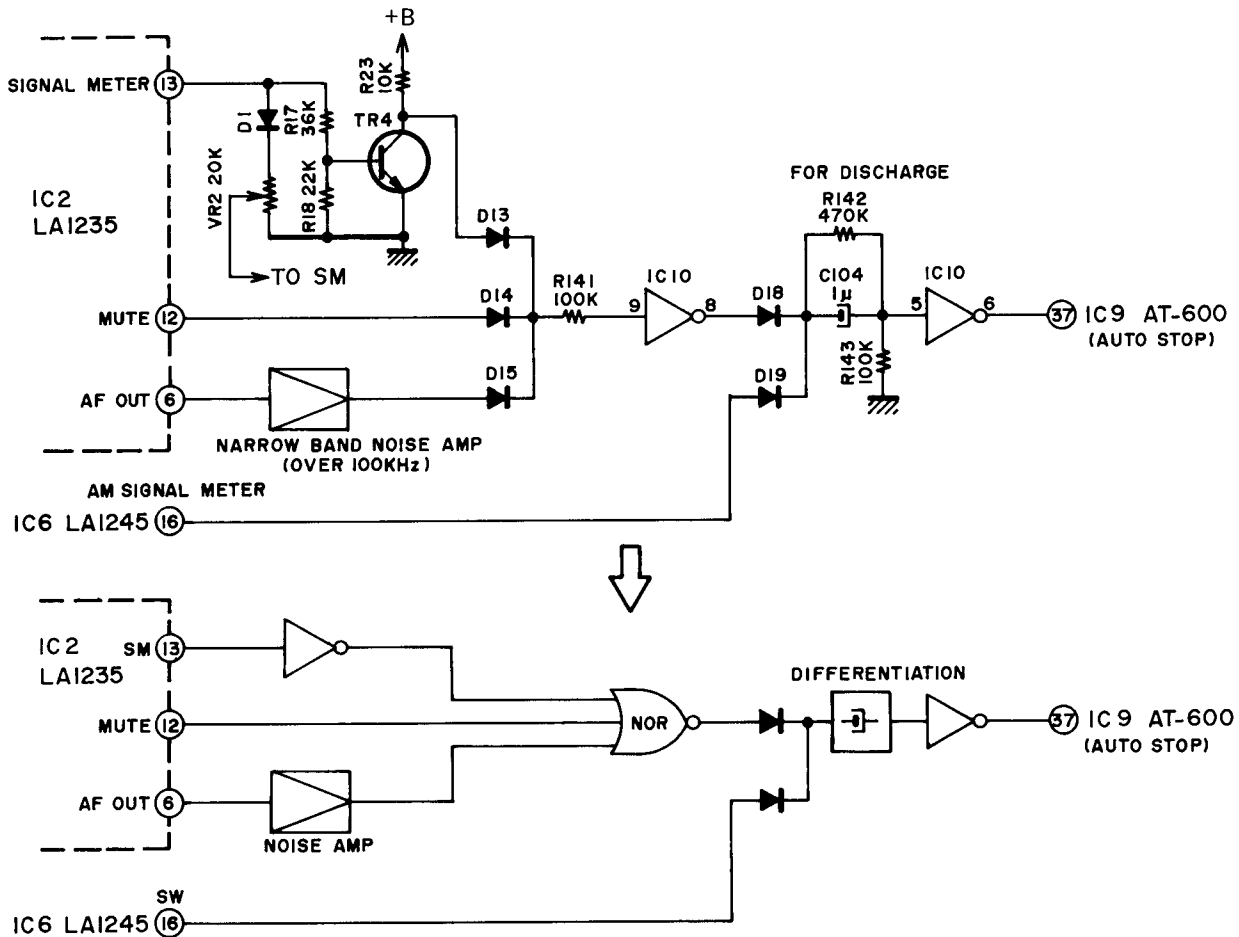 +B
SIGNAL METER 13
D1
R17
36K
R23
10K
TR4
VR2 20K
R18 22K
IC2
LA1235
TO SM
D13
MUTE 12
D14
R141
100K
9
IC10
8
D18
FOR DISCHARGE
R142
470K
C104
1μ
R143
100K
IC10
5
6
37 IC9 AT-600
(AUTO STOP)
AF OUT 6
D15
D19
NARROW BAND NOISE AMP
(OVER 100KHz)
AM SIGNAL METER
IC6 LA1245 16
IC2
LA1235
SM 13
MUTE 12
NOR
DIFFERENTIATION
37 IC9 AT-600
(AUTO STOP)
AF OUT 6
NOISE AMP
SW
IC6 LA1245 16